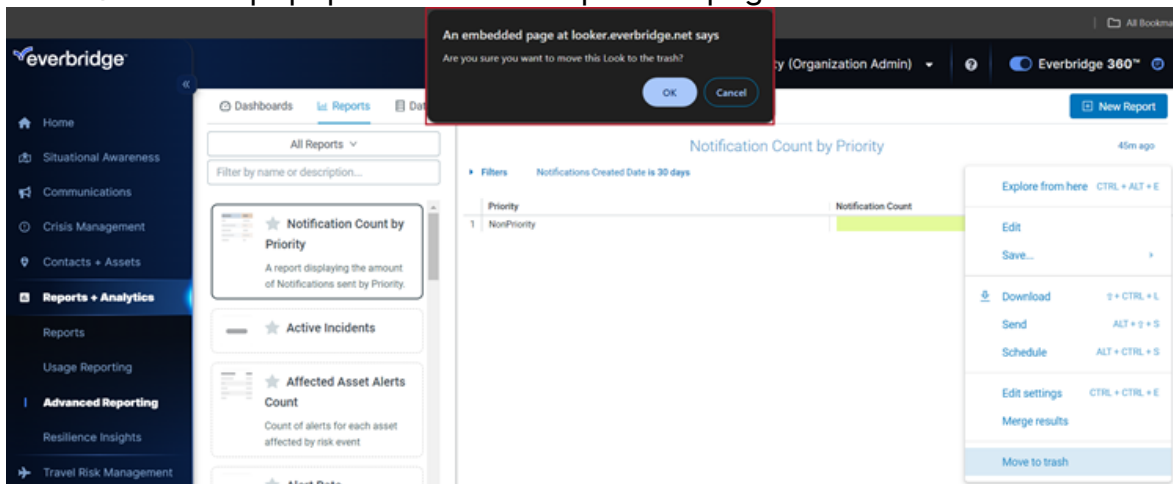 All Bookma
everbridge
An embedded page at looker.everbridge.net says
Are you sure you want to move this Look to the trash?
OK
Cancel
(Organization Admin)
Everbridge 360™
Dashboards
Reports
Dat
New Report
Home
Situational Awareness
Communications
Crisis Management
Contacts + Assets
Reports + Analytics
Reports
Usage Reporting
Advanced Reporting
Resilience Insights
Travel Risk Management
All Reports
Filter by name or description...
Notification Count by
Priority
A report displaying the amount
of Notifications sent by Priority.
Active Incidents
Affected Asset Alerts
Count
Count of alerts for each asset
affected by risk event
Notification Count by Priority
45m ago
Filters Notifications Created Date is 30 days
Priority Notification Count
1 NonPriority
Explore from here CTRL + ALT + E
Edit
Save...
Download ⇧ + CTRL + L
Send ALT + ⇧ + S
Schedule ALT + CTRL + S
Edit settings CTRL + CTRL + E
Merge results
Move to trash